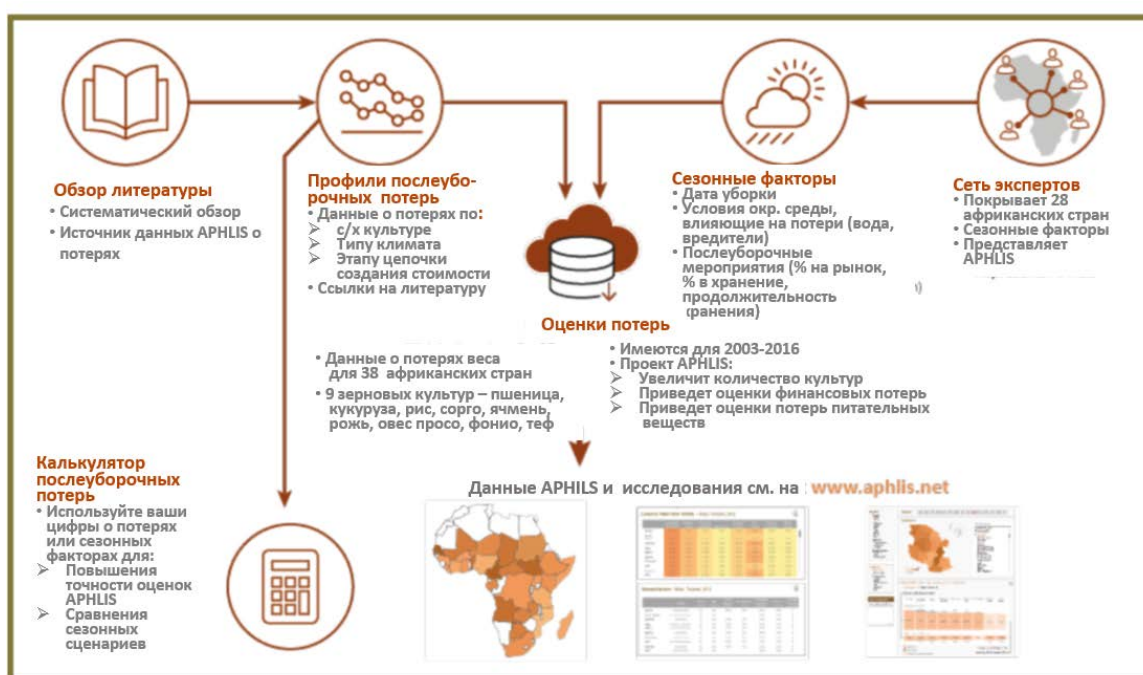 Обзор литературы
• Систематический обзор
• Источник данных APHLIS о
потерях
Профили послеубо-
рочных потерь
• Данные о потерях по:
➢ с/х культуре
➢ Типу климата
➢ Этапу цепочки
создания стоимости
• Ссылки на литературу
Сезонные факторы
• Дата уборки
• Условия окр. среды,
влияющие на потери (вода,
вредители)
• Послеуборочные
мероприятия (% на рынок,
% в хранение,
продолжительность
хранения)
Сеть экспертов
• Покрывает 28
африканских стран
• Сезонные факторы
• Представляет
APHLIS
Оценки потерь
• Данные о потерях веса
для 38 африканских стран
• 9 зерновых культур – пшеница,
кукуруза, рис, сорго, ячмень,
рожь, овес просо, фонио, теф
• Имеются для 2003-2016
• Проект APHLIS:
➢ Увеличит количество культур
➢ Приведет оценки финансовых потерь
➢ Приведет оценки потерь питательных
веществ
Калькулятор
послеуборочных
потерь
• Используйте ваши
цифры о потерях
или сезонных
факторах для:
➢ Повышения
точности оценок
APHLIS
➢ Сравнения
сезонных
сценариев
Данные APHILS и исследования см. на www.aphlis.net